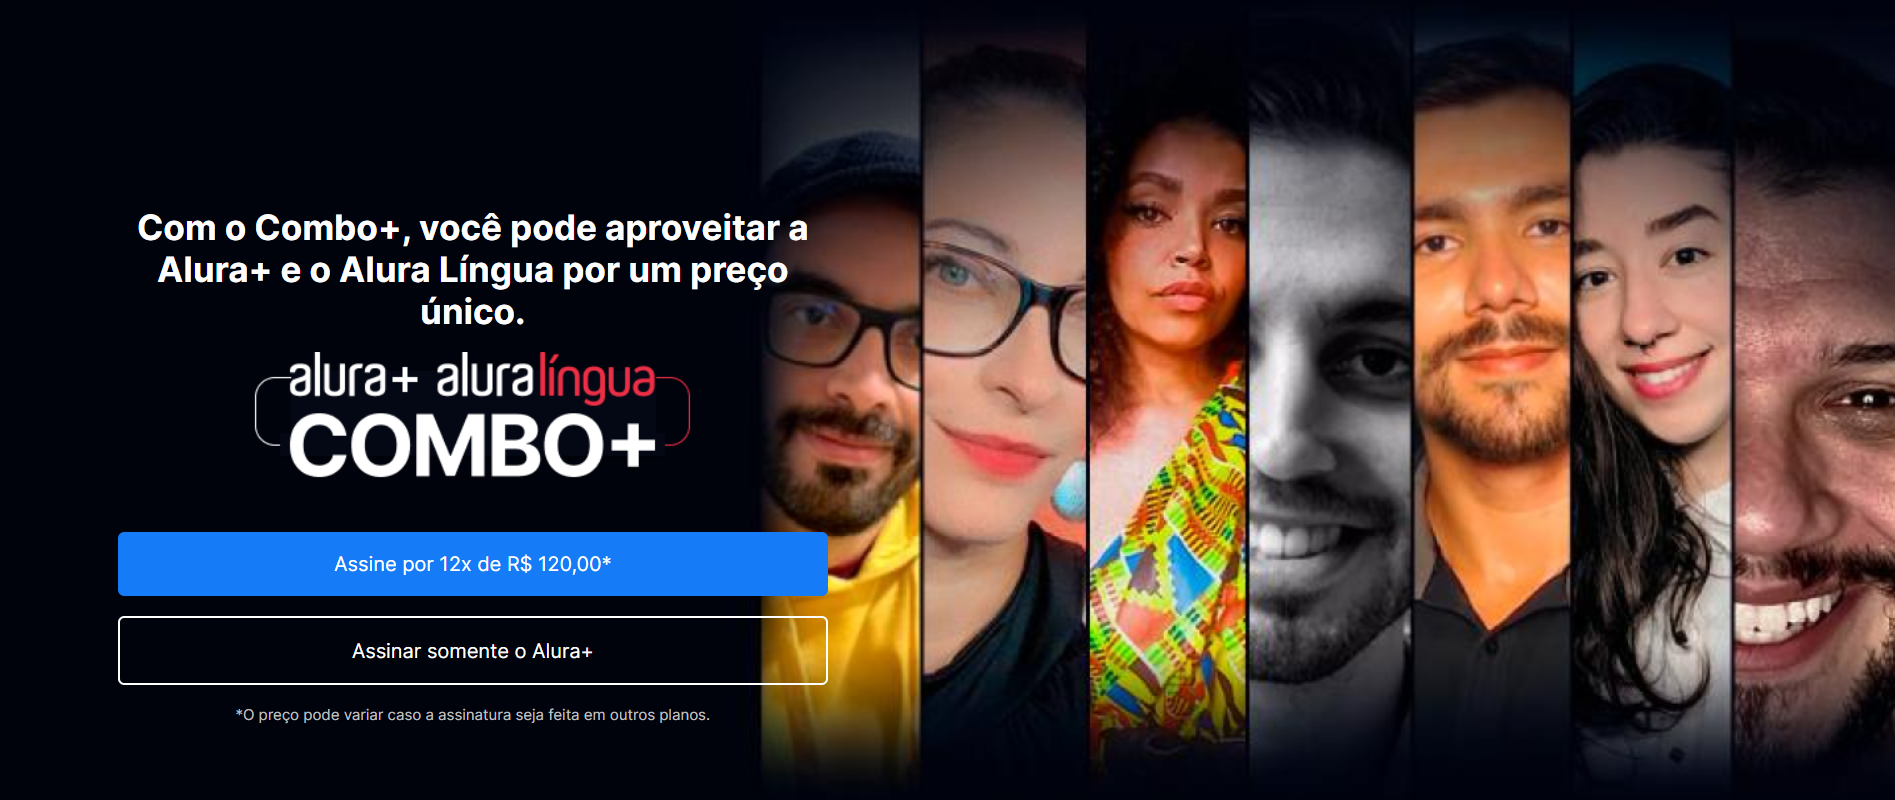 Com o Combo+, você pode aproveitar a
Alura+ e o Alura Língua por um preço
único.
alura+ aluralíngua
COMBO+
Assine por 12x de R$ 120,00*
Assinar somente o Alura+
*O preço pode variar caso a assinatura seja feita em outros planos.